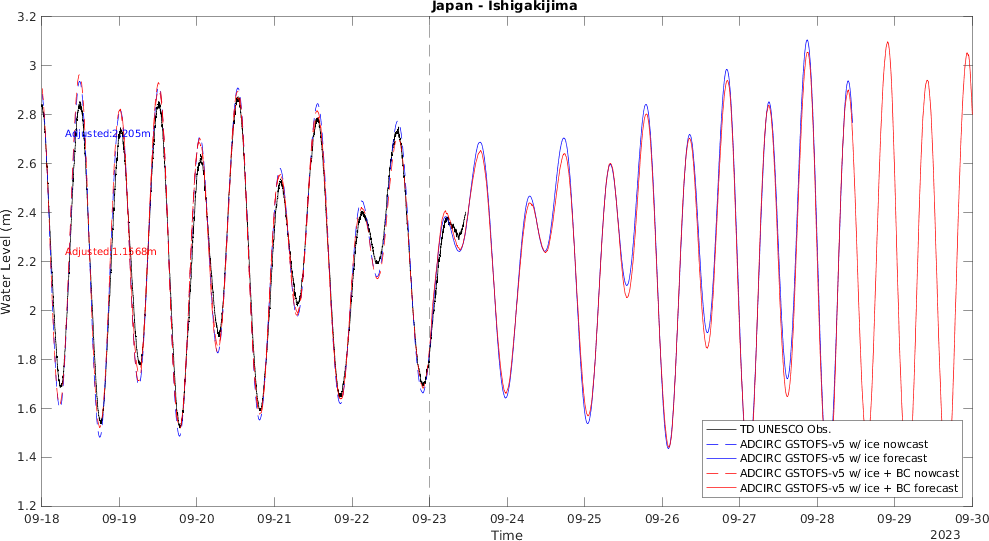 Japan - Ishigakijima
Water Level (m)
3.2
3
2.8
2.6
2.4
2.2
2
1.8
1.6
1.4
1.2
Adjusted:2.205m
Adjusted:1.1568m
TD UNESCO Obs.
ADCIRC GSTOFS-v5 w/ ice nowcast
ADCIRC GSTOFS-v5 w/ ice forecast
ADCIRC GSTOFS-v5 w/ ice + BC nowcast
ADCIRC GSTOFS-v5 w/ ice + BC forecast
09-18 09-19 09-20 09-21 09-22 09-23 09-24 09-25 09-26 09-27 09-28 09-29 09-30
Time
2023